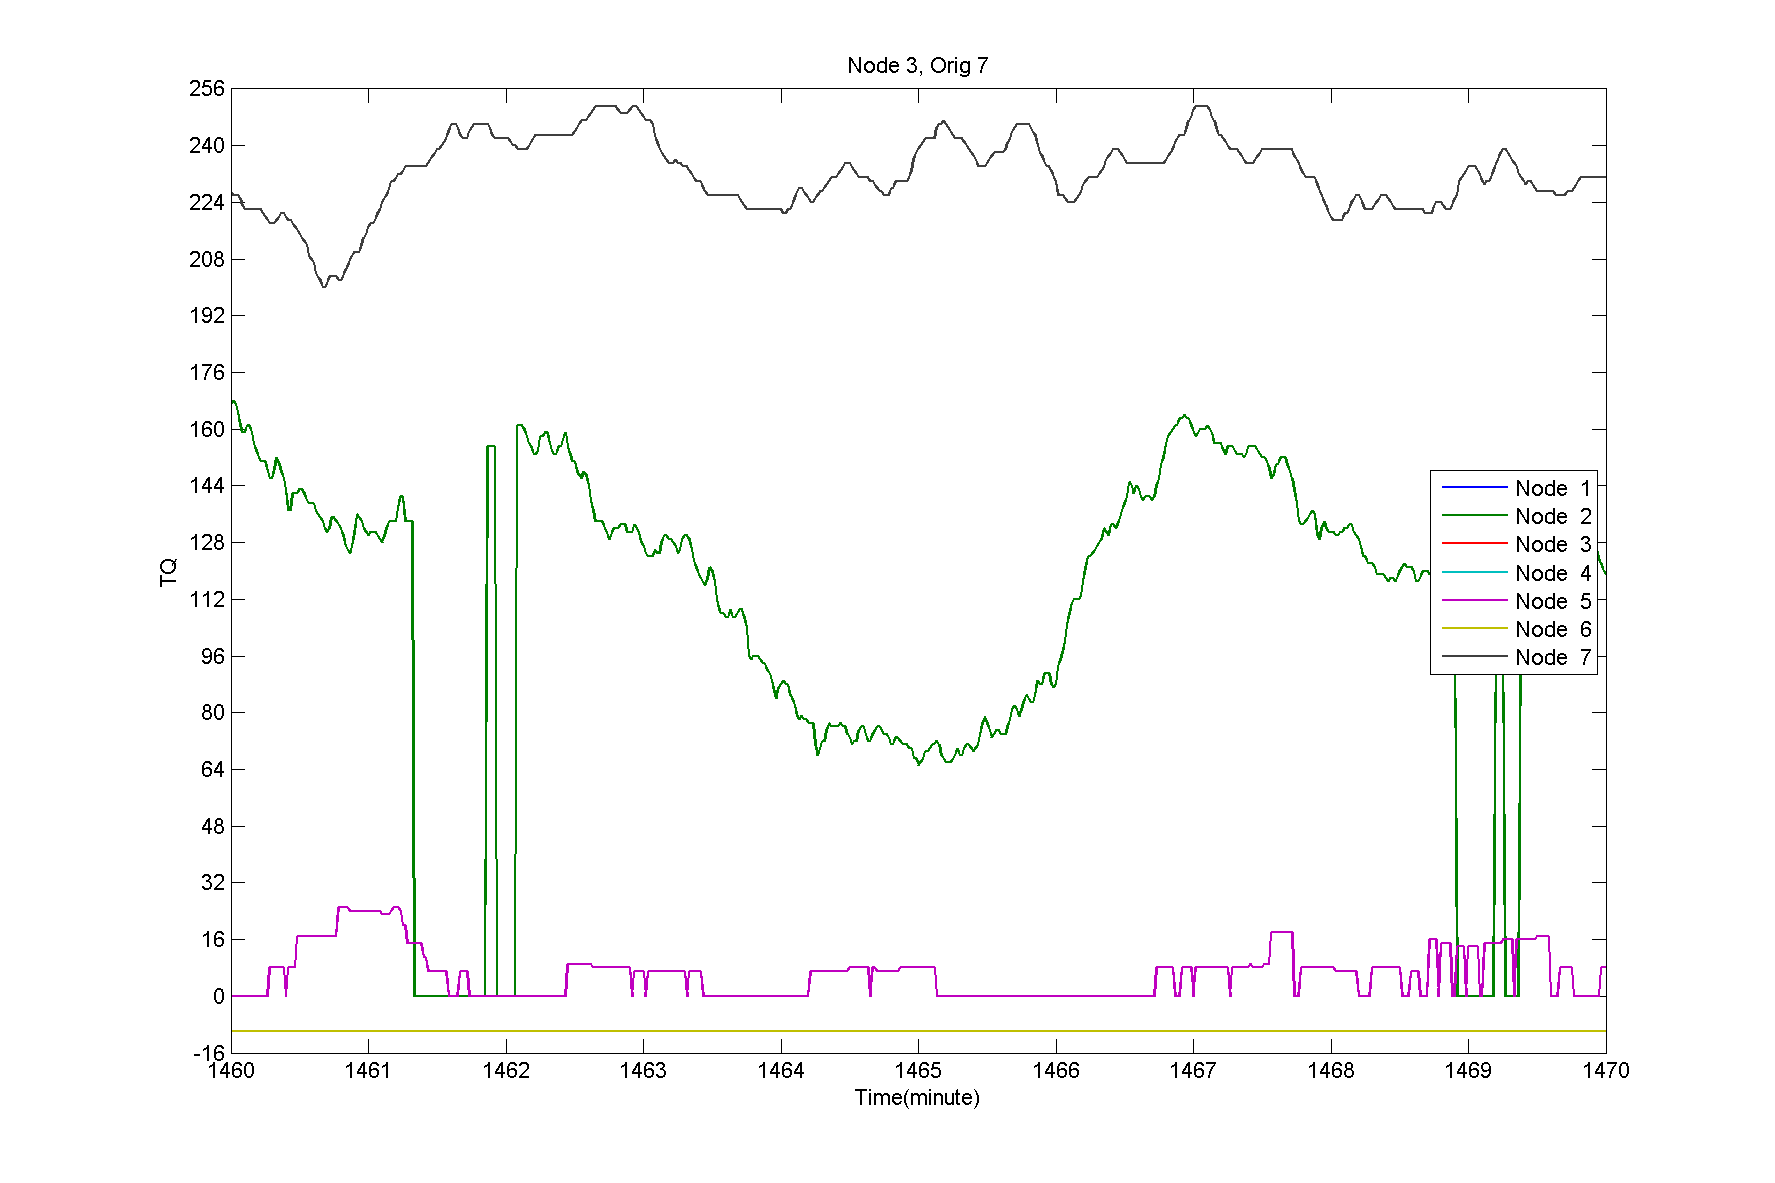 Node 3, Orig 7
256
240
224
208
192
176
160
144
128
112
96
80
64
48
32
16
0
-16
TQ
Node 1
Node 2
Node 3
Node 4
Node 5
Node 6
Node 7
1460 1461 1462 1463 1464 1465 1466 1467 1468 1469 1470
Time(minute)